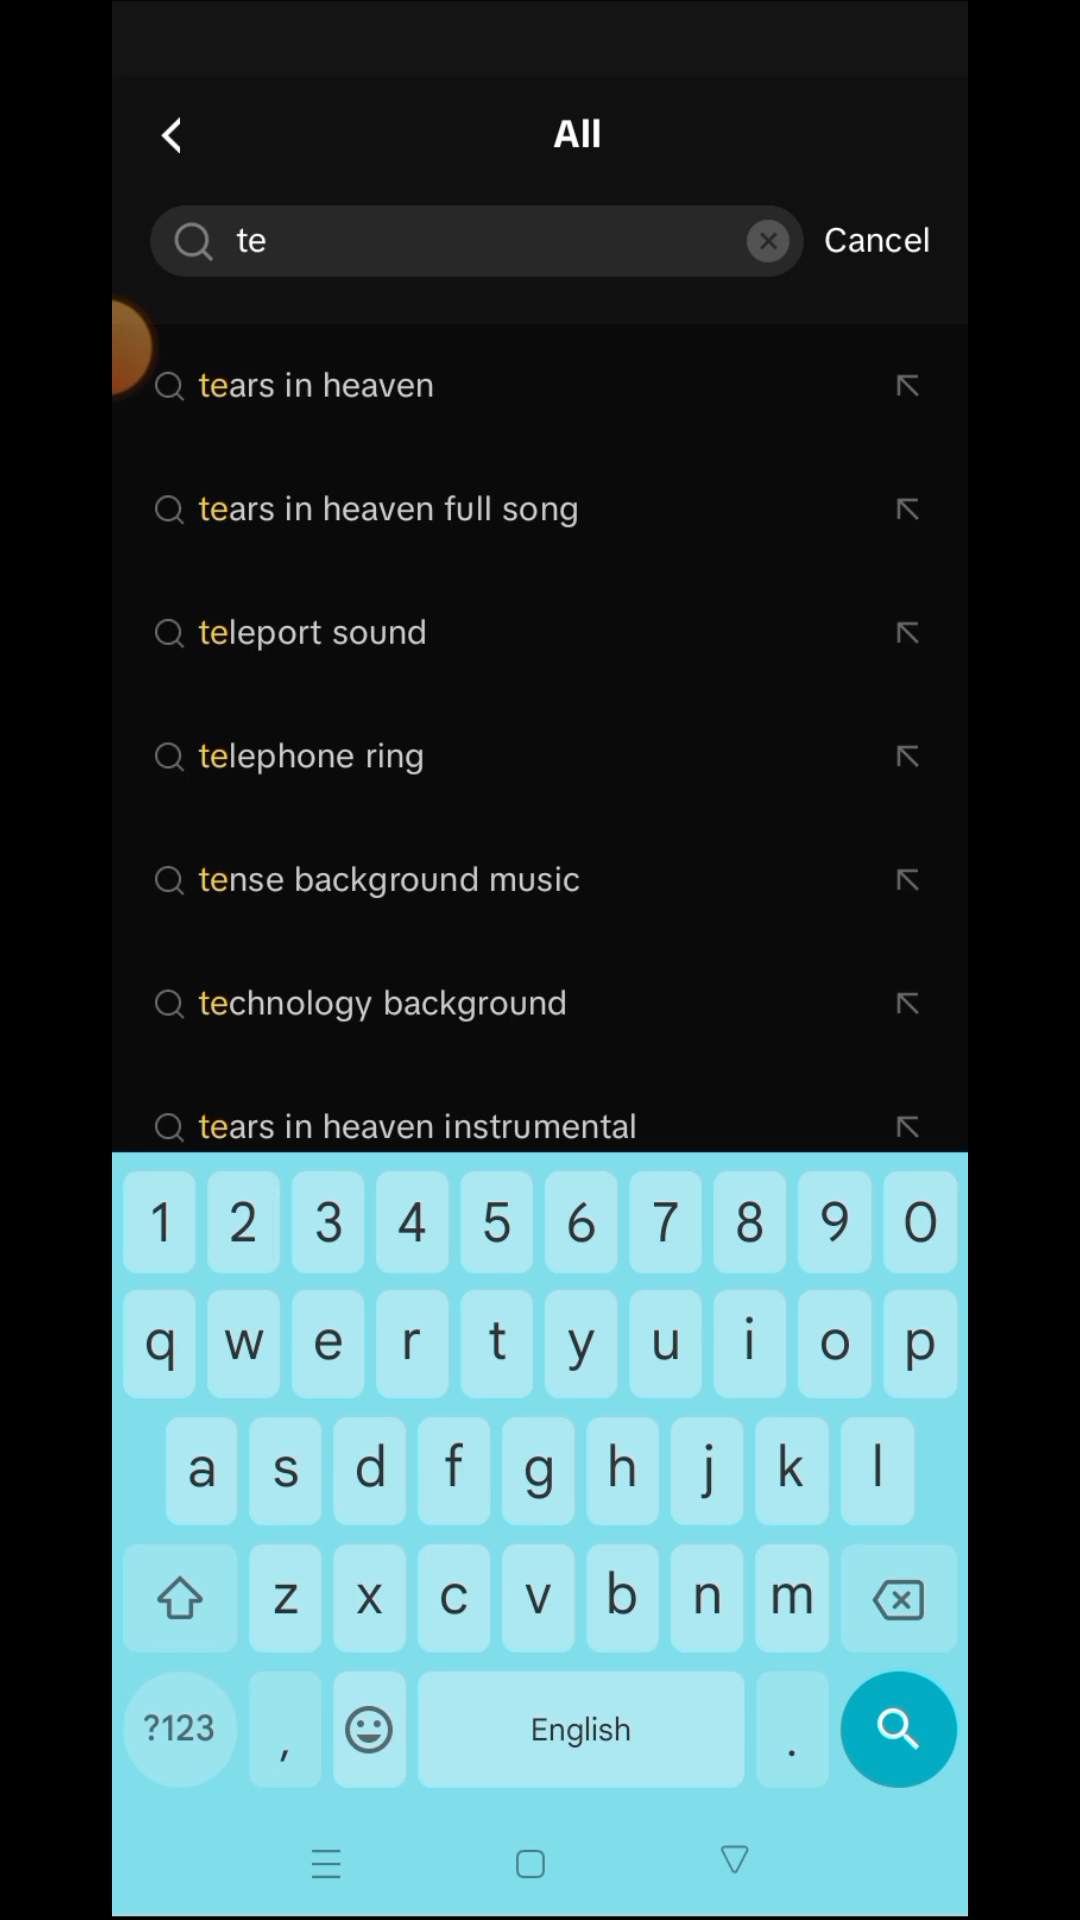 All
te
Cancel
tears in heaven
tears in heaven full song
teleport sound
telephone ring
tense background music
technology background
tears in heaven instrumental
1 2 3 4 5 6 7 8 9 0
q w e r t y u i o p
a s d f g h j k l
z x c v b n m
?123 , English .